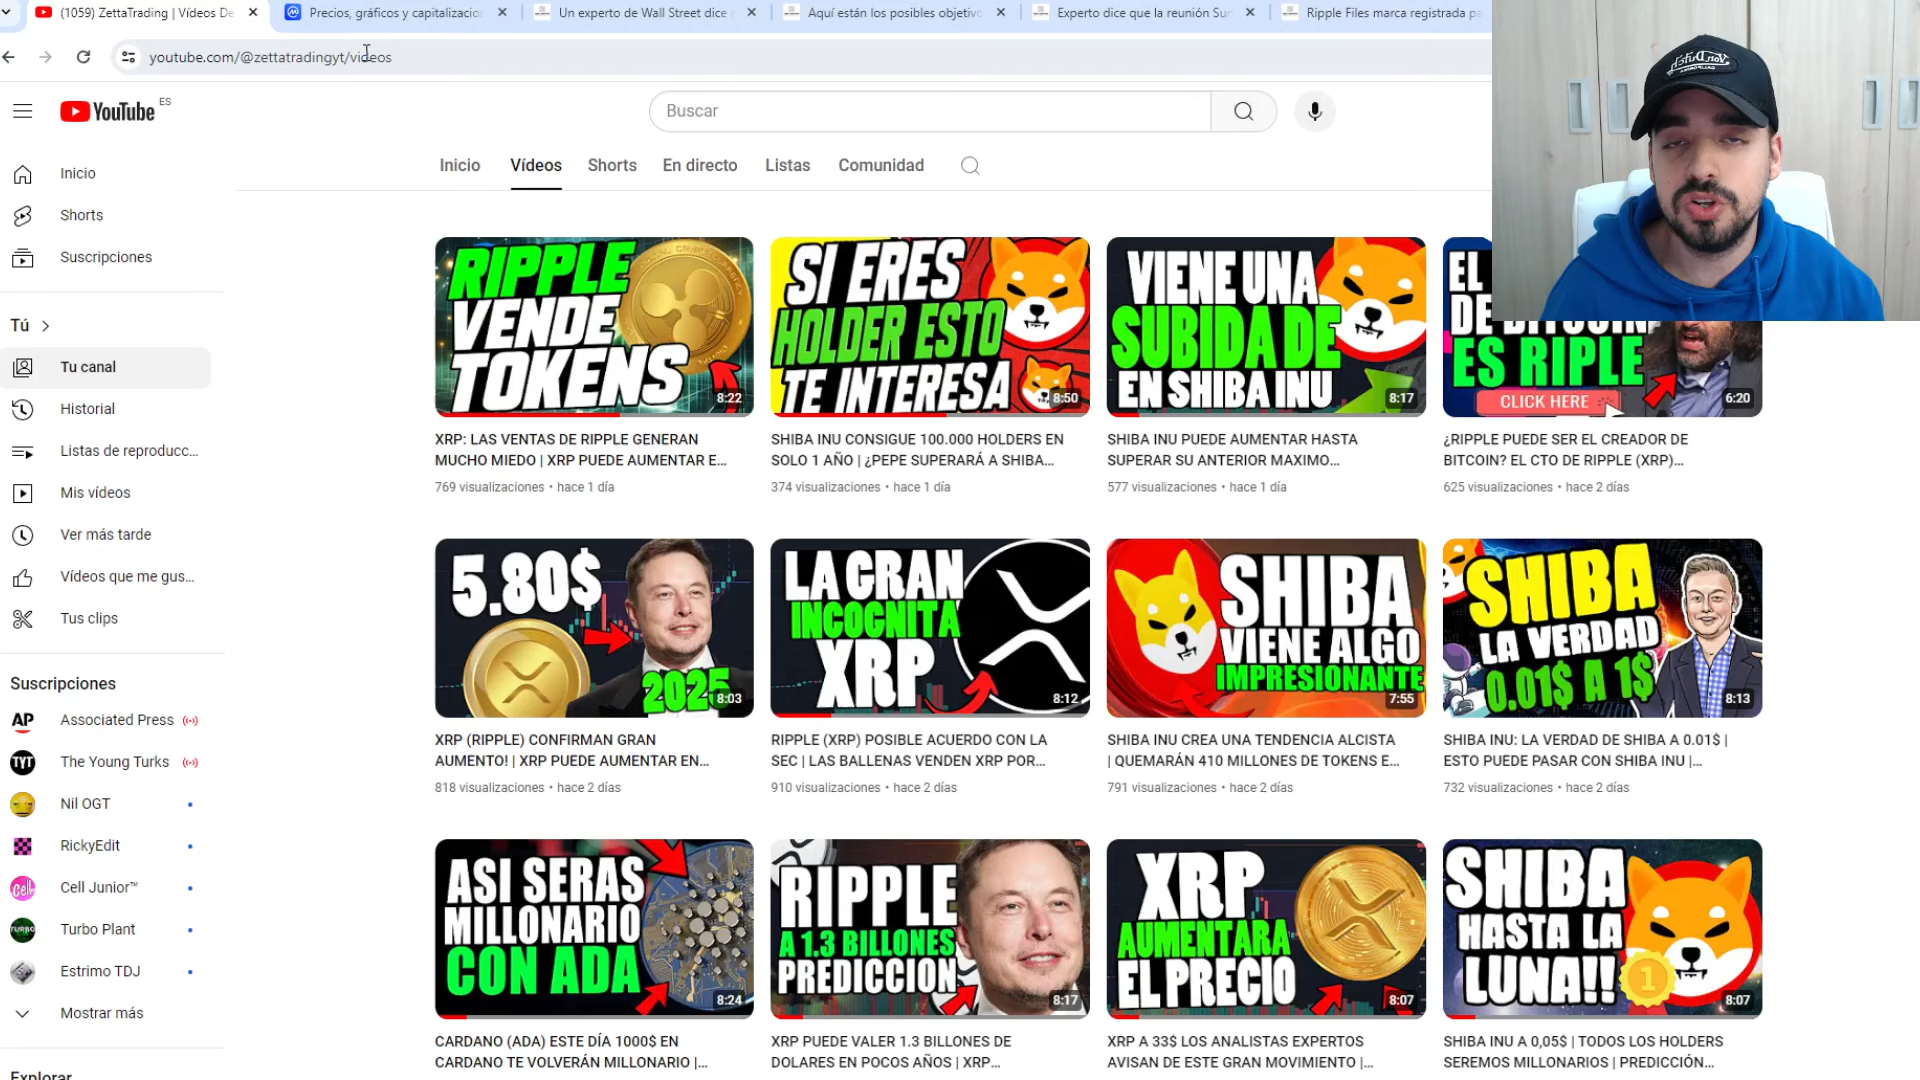 (1059) ZettaTrading | Vídeos De
Precios, gráficos y capitalizacio
Un experto de Wall Street dice
Aquí están los posibles objetivo
Experto dice que la reunión Sur
Ripple Files marca registrada pa
youtube.com/@zettatradingyt/videos
YouTube ES
Buscar
Inicio Vídeos Shorts En directo Listas Comunidad
Inicio
Shorts
Suscripciones
Tú
Tu canal
Historial
Listas de reproducc...
Mis vídeos
Ver más tarde
Vídeos que me gus...
Tus clips
Suscripciones
AP Associated Press
TYT The Young Turks
Nil OGT
RickyEdit
Cell Cell Junior™
TURBO Turbo Plant
Estrimo TDJ
Mostrar más
Explorar
RIPPLE
VENDE
TOKENS
8:22
XRP: LAS VENTAS DE RIPPLE GENERAN
MUCHO MIEDO | XRP PUEDE AUMENTAR E...
769 visualizaciones • hace 1 día
SI ERES
HOLDER ESTO
TE INTERESA
8:50
SHIBA INU CONSIGUE 100.000 HOLDERS EN
SOLO 1 AÑO | ¿PEPE SUPERARÁ A SHIBA...
374 visualizaciones • hace 1 día
VIENE UNA
SUBIDA DE
EN SHIBA INU
8:17
SHIBA INU PUEDE AUMENTAR HASTA
SUPERAR SU ANTERIOR MAXIMO...
577 visualizaciones • hace 1 día
EL
DE BITCOIN
ES RIPLE
CLICK HERE
6:20
¿RIPPLE PUEDE SER EL CREADOR DE
BITCOIN? EL CTO DE RIPPLE (XRP)...
625 visualizaciones • hace 2 días
5.80$
2025
8:03
XRP (RIPPLE) CONFIRMAN GRAN
AUMENTO! | XRP PUEDE AUMENTAR EN...
818 visualizaciones • hace 2 días
LA GRAN
INCOGNITA
XRP
8:12
RIPPLE (XRP) POSIBLE ACUERDO CON LA
SEC | LAS BALLENAS VENDEN XRP POR...
910 visualizaciones • hace 2 días
SHIBA
VIENE ALGO
IMPRESIONANTE
7:55
SHIBA INU CREA UNA TENDENCIA ALCISTA
| QUEMARÁN 410 MILLONES DE TOKENS E...
791 visualizaciones • hace 2 días
SHIBA
LA VERDAD
0.01$ A 1$
8:13
SHIBA INU: LA VERDAD DE SHIBA A 0.01$ |
ESTO PUEDE PASAR CON SHIBA INU |...
732 visualizaciones • hace 2 días
ASI SERAS
MILLONARIO
CON ADA
8:24
CARDANO (ADA) ESTE DÍA 1000$ EN
CARDANO TE VOLVERÁN MILLONARIO |...
RIPPLE
A 1.3 BILLONES
PREDICCION
8:17
XRP PUEDE VALER 1.3 BILLONES DE
DOLARES EN POCOS AÑOS | XRP...
XRP
AUMENTARA
EL PRECIO
8:07
XRP A 33$ LOS ANALISTAS EXPERTOS
AVISAN DE ESTE GRAN MOVIMIENTO |...
SHIBA
HASTA LA
LUNA!!
1
8:07
SHIBA INU A 0,05$ | TODOS LOS HOLDERS
SEREMOS MILLONARIOS | PREDICCIÓN...